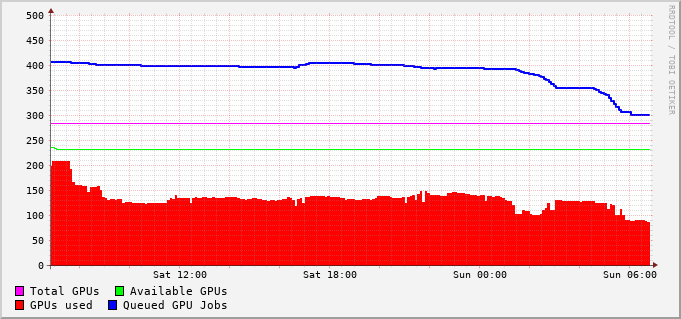 500
450
400
350
300
250
200
150
100
50
0
Sat 12:00 Sat 18:00 Sun 00:00 Sun 06:00
Total GPUs Available GPUs
GPUs used Queued GPU Jobs
RRDTOOL / TOBI OETIKER